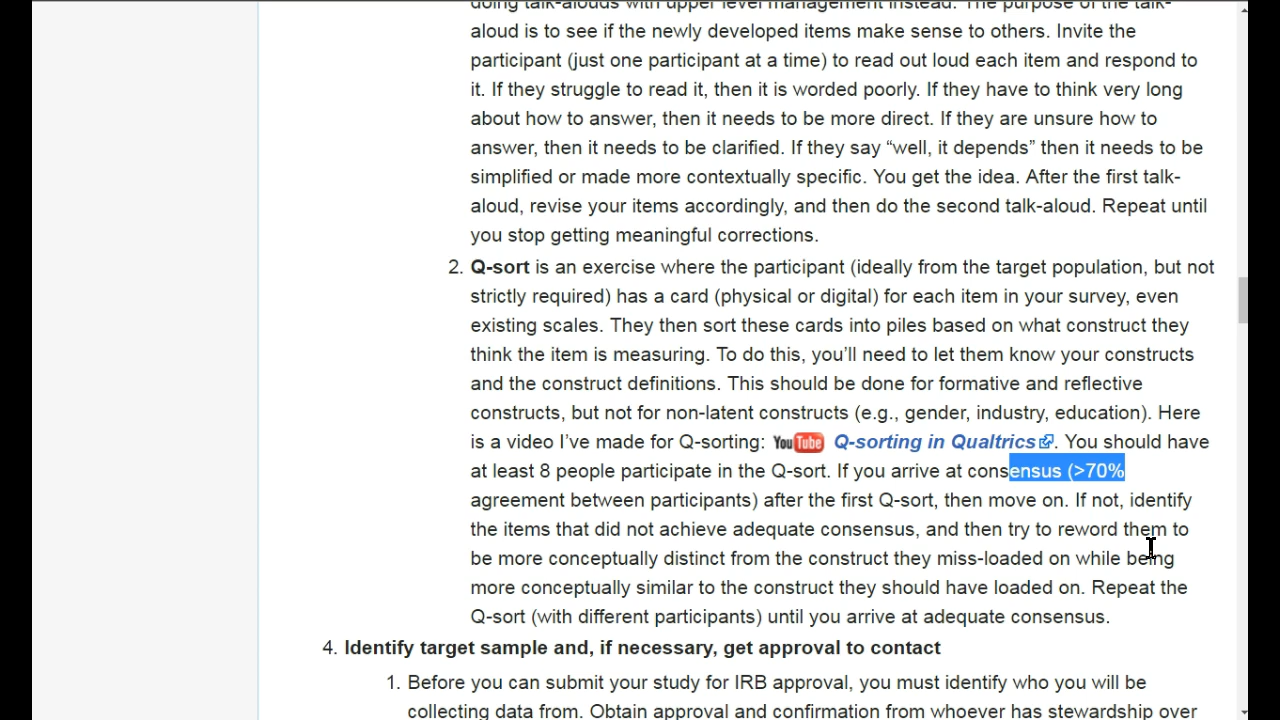 doing talk-alouds with upper level management instead. The purpose of the talk-
aloud is to see if the newly developed items make sense to others. Invite the
participant (just one participant at a time) to read out loud each item and respond to
it. If they struggle to read it, then it is worded poorly. If they have to think very long
about how to answer, then it needs to be more direct. If they are unsure how to
answer, then it needs to be clarified. If they say “well, it depends” then it needs to be
simplified or made more contextually specific. You get the idea. After the first talk-
aloud, revise your items accordingly, and then do the second talk-aloud. Repeat until
you stop getting meaningful corrections.
2. Q-sort is an exercise where the participant (ideally from the target population, but not
strictly required) has a card (physical or digital) for each item in your survey, even
existing scales. They then sort these cards into piles based on what construct they
think the item is measuring. To do this, you’ll need to let them know your constructs
and the construct definitions. This should be done for formative and reflective
constructs, but not for non-latent constructs (e.g., gender, industry, education). Here
is a video I’ve made for Q-sorting: YouTube Q-sorting in Qualtrics. You should have
at least 8 people participate in the Q-sort. If you arrive at consensus (>70%
agreement between participants) after the first Q-sort, then move on. If not, identify
the items that did not achieve adequate consensus, and then try to reword them to
be more conceptually distinct from the construct they miss-loaded on while being
more conceptually similar to the construct they should have loaded on. Repeat the
Q-sort (with different participants) until you arrive at adequate consensus.
4. Identify target sample and, if necessary, get approval to contact
1. Before you can submit your study for IRB approval, you must identify who you will be
collecting data from. Obtain approval and confirmation from whoever has stewardship over